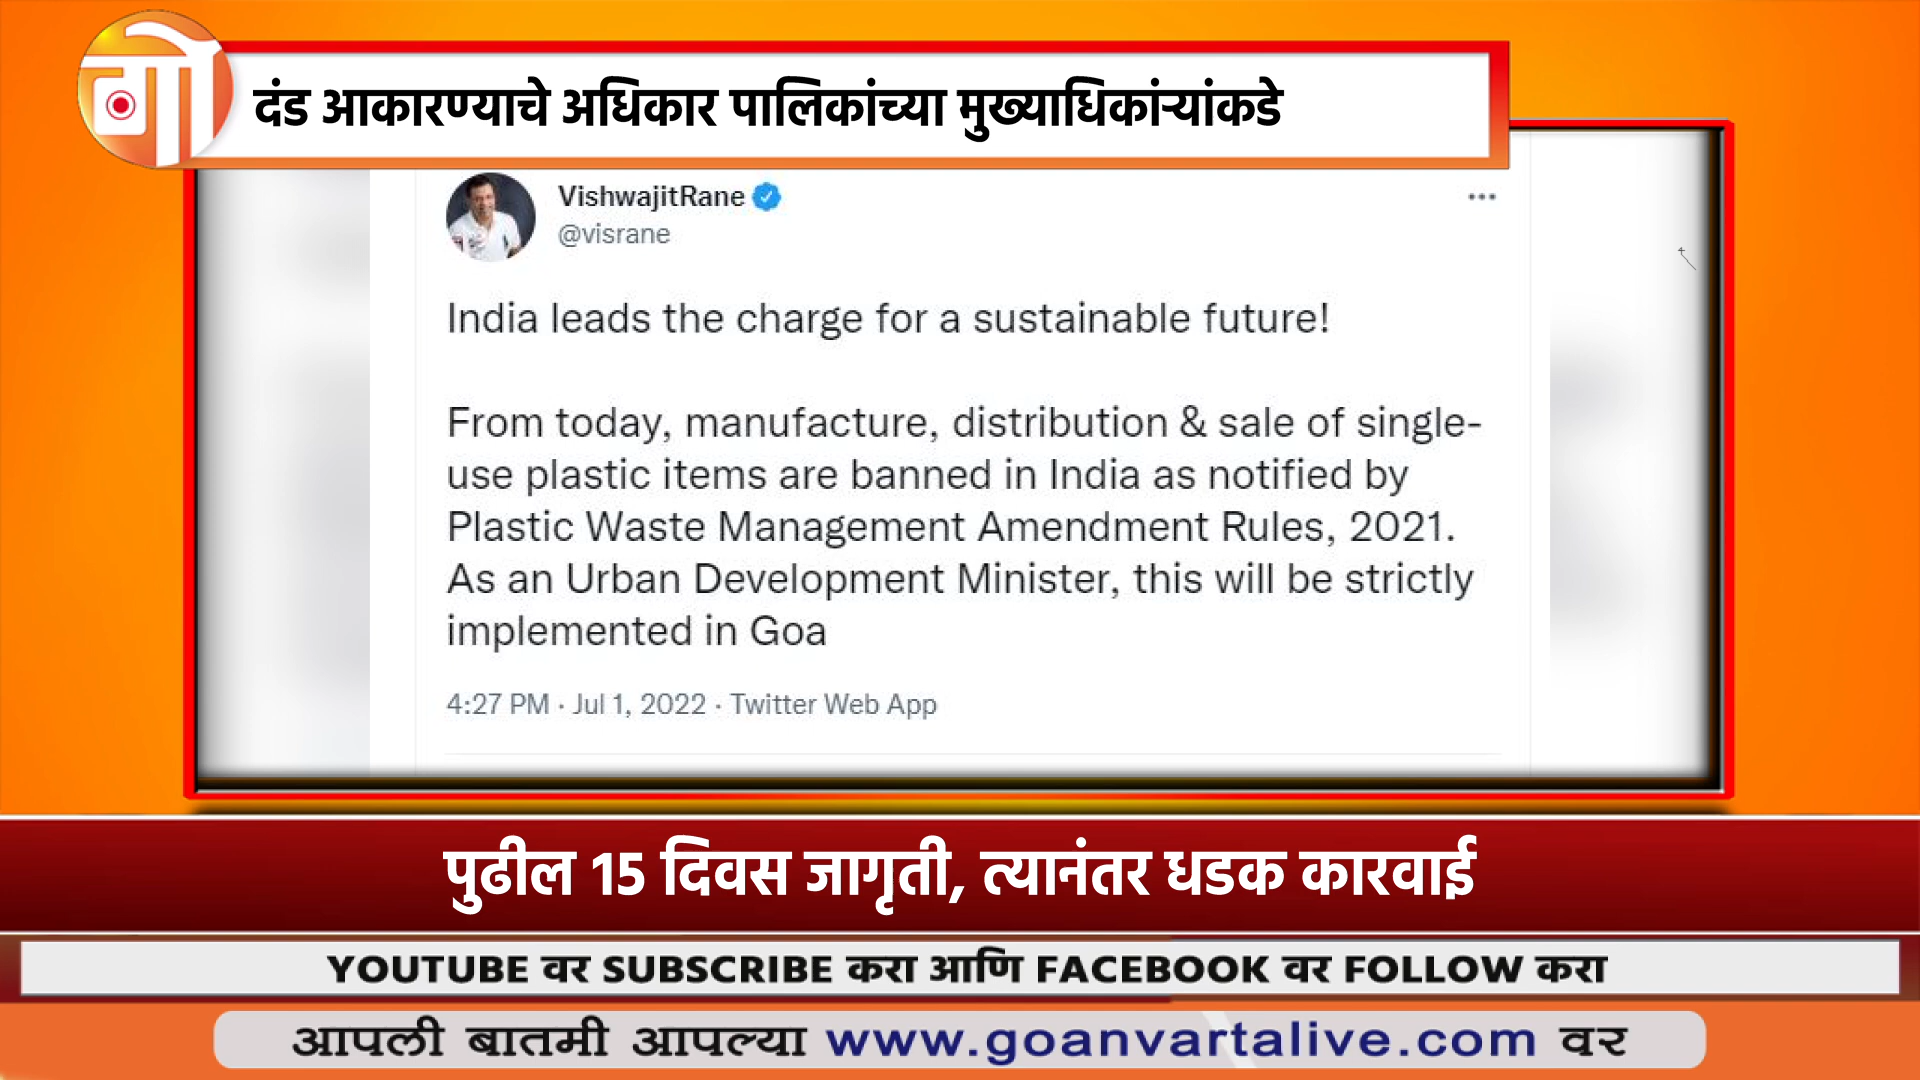 गो
दंड आकारण्याचे अधिकार पालिकांच्या मुख्याधिकांऱ्यांकडे
VishwajitRane
@visrane
India leads the charge for a sustainable future!
From today, manufacture, distribution & sale of single-
use plastic items are banned in India as notified by
Plastic Waste Management Amendment Rules, 2021.
As an Urban Development Minister, this will be strictly
implemented in Goa
4:27 PM · Jul 1, 2022 · Twitter Web App
पुढील 15 दिवस जागृती, त्यानंतर धडक कारवाई
YOUTUBE वर SUBSCRIBE करा आणि FACEBOOK वर FOLLOW करा
आपली बातमी आपल्या www.goanvartalive.com वर